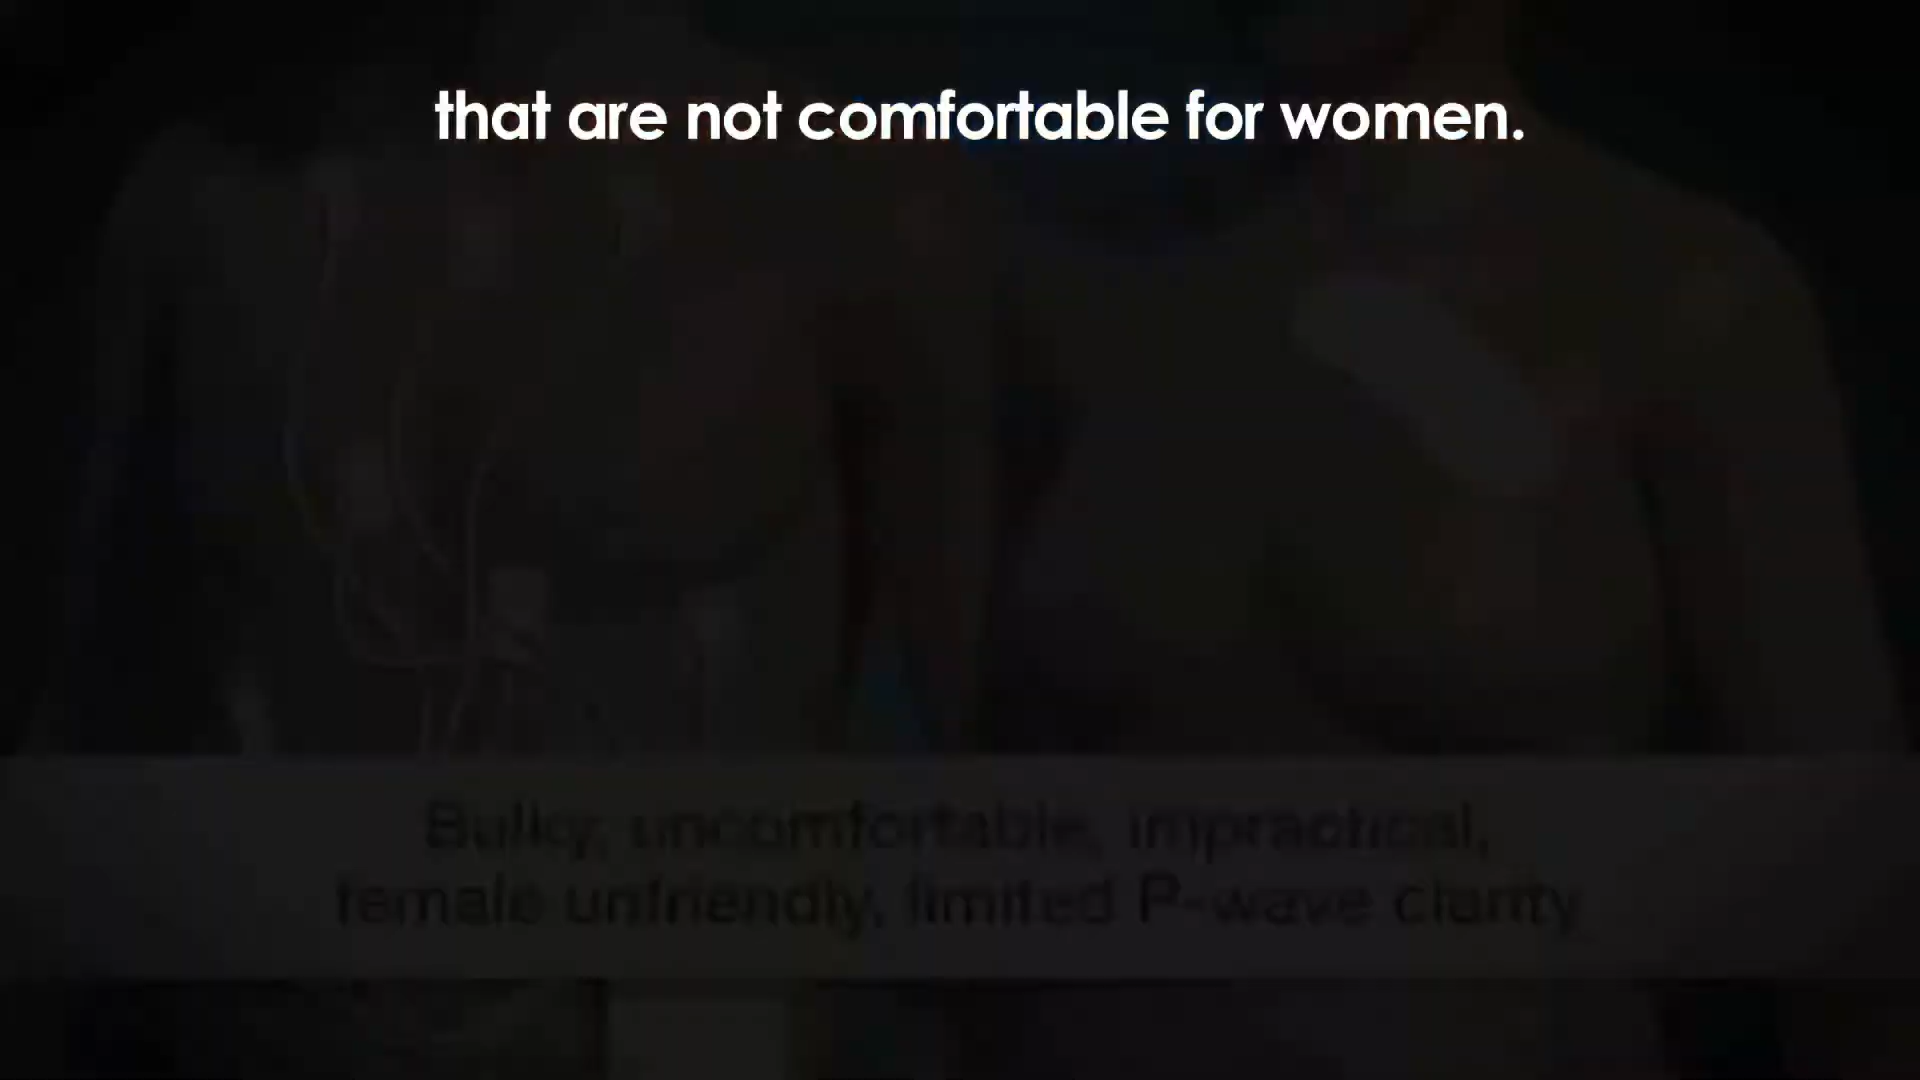 that are not comfortable for women.
Bulky, uncomfortable, impractical,
female unfriendly, limited P-wave clarity